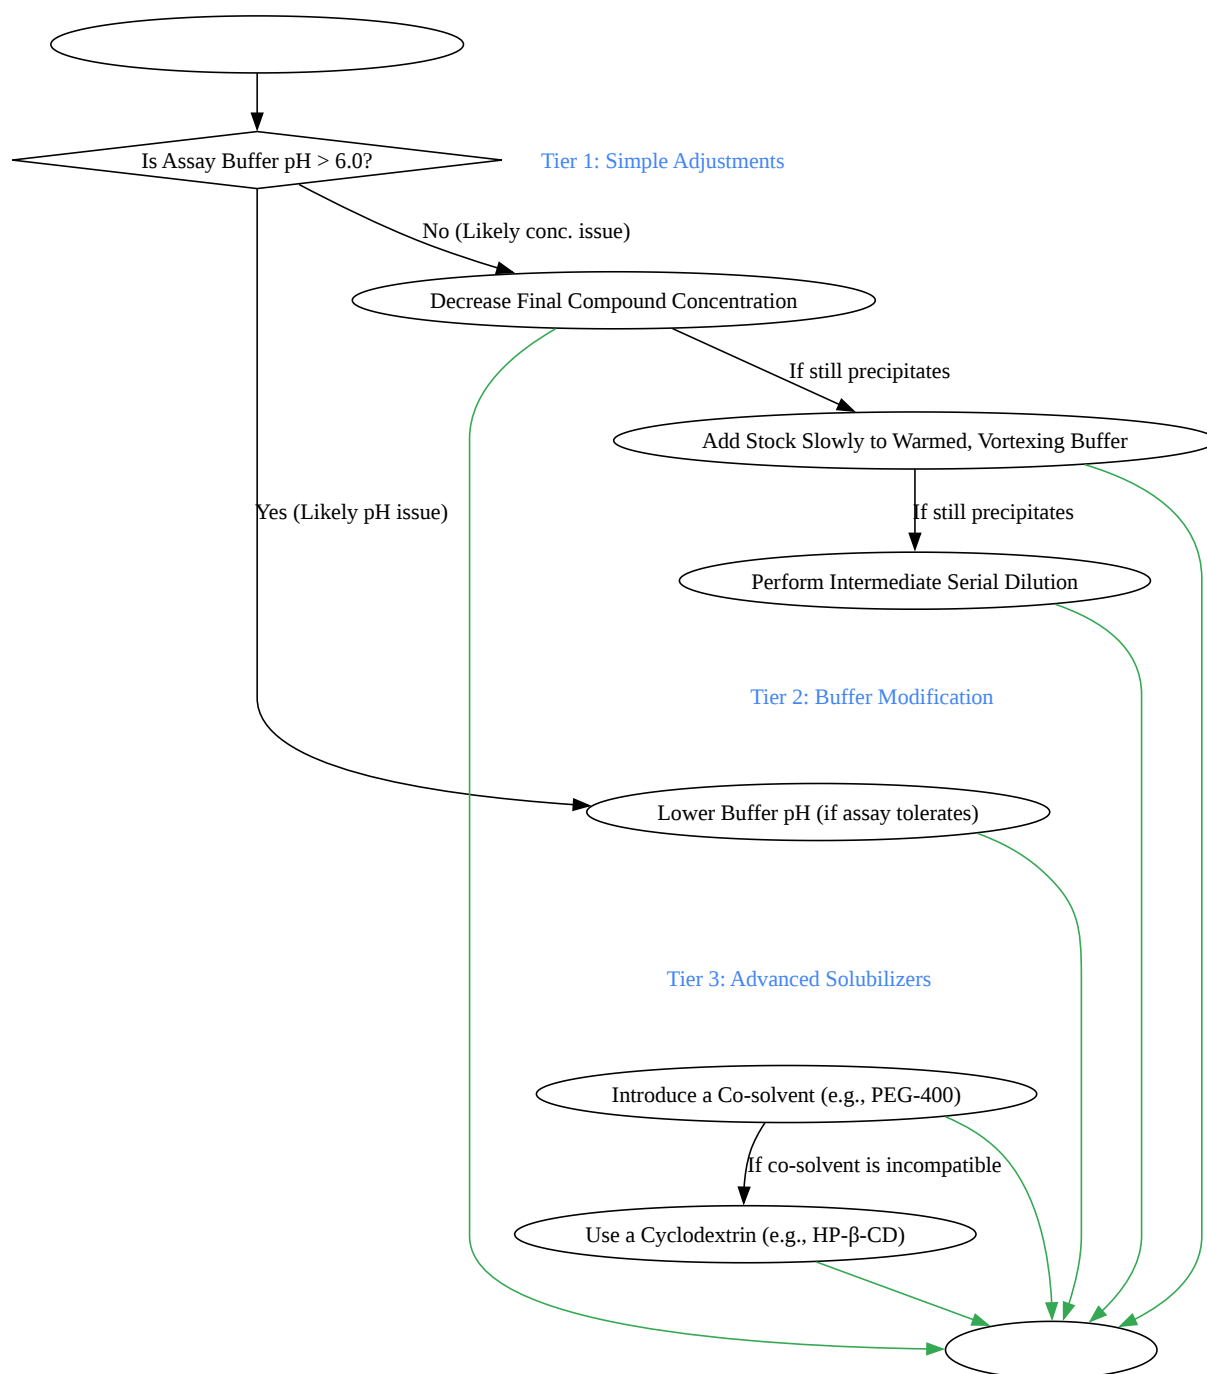 Is Assay Buffer pH > 6.0?
Tier 1: Simple Adjustments
No (Likely conc. issue)
Decrease Final Compound Concentration
If still precipitates
Add Stock Slowly to Warmed, Vortexing Buffer
Yes (Likely pH issue)
If still precipitates
Perform Intermediate Serial Dilution
Tier 2: Buffer Modification
Lower Buffer pH (if assay tolerates)
Tier 3: Advanced Solubilizers
Introduce a Co-solvent (e.g., PEG-400)
If co-solvent is incompatible
Use a Cyclodextrin (e.g., HP-β-CD)